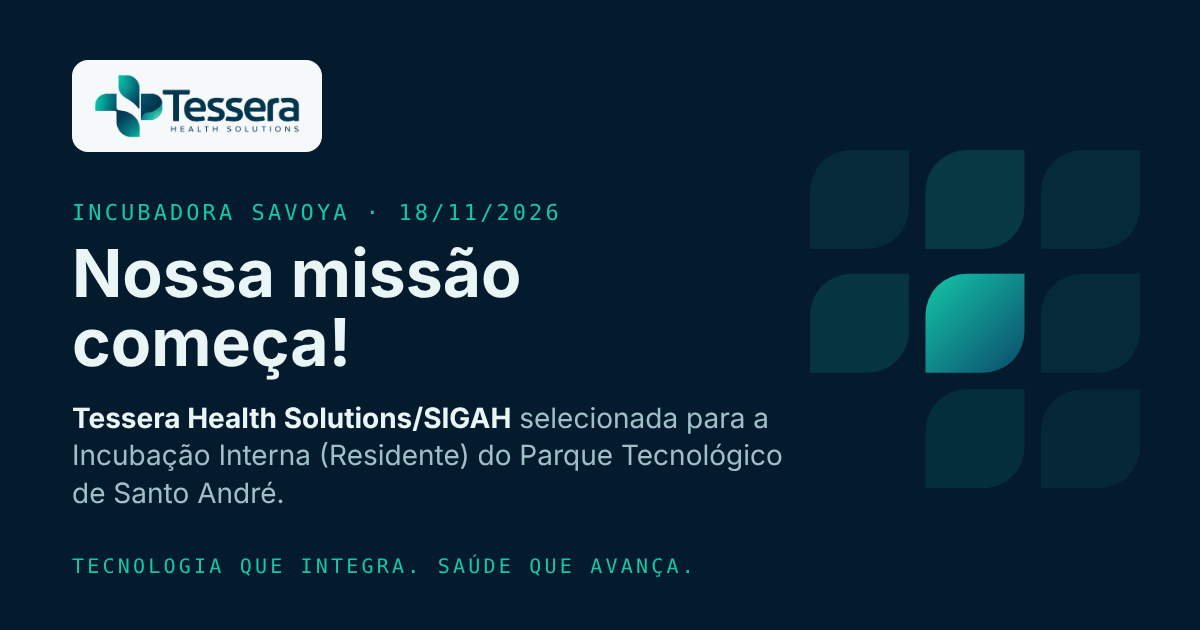 Tessera
HEALTH SOLUTIONS
INCUBADORA SAVOYA · 18/11/2026
Nossa missão
começa!
Tessera Health Solutions/SIGAH selecionada para a
Incubação Interna (Residente) do Parque Tecnológico
de Santo André.
TECNOLOGIA QUE INTEGRA. SAÚDE QUE AVANÇA.